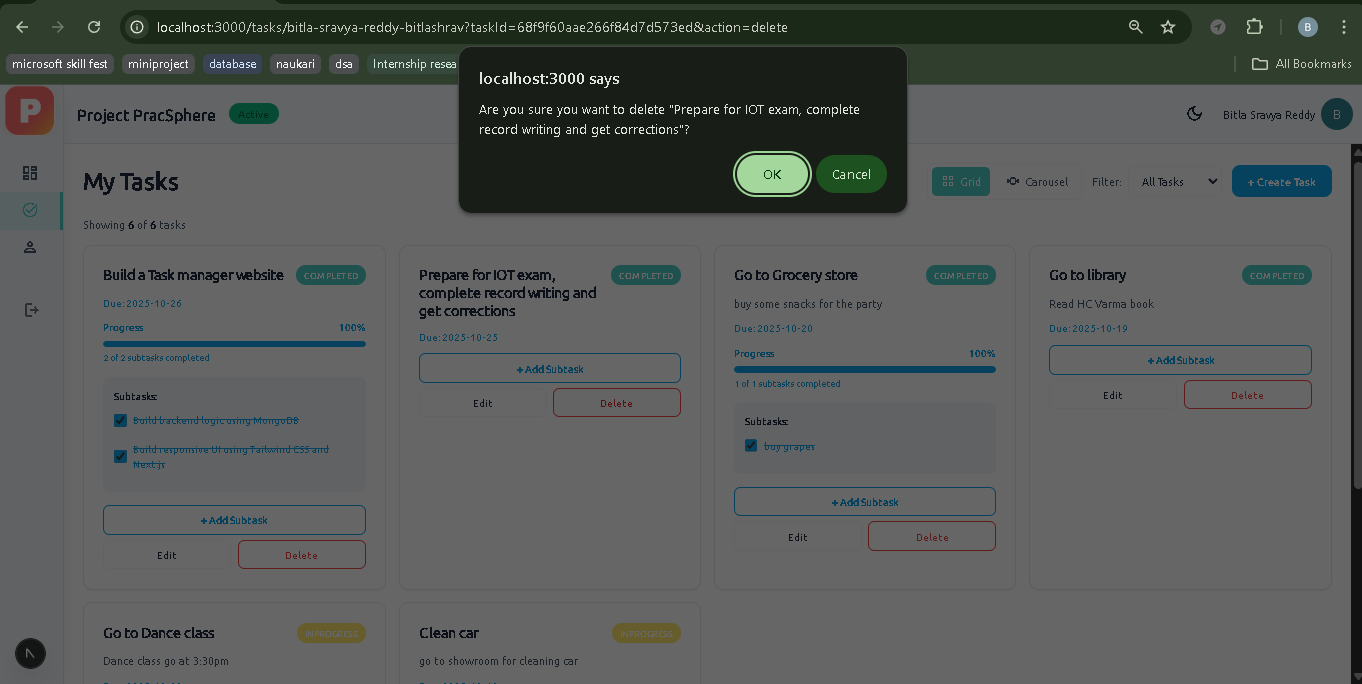 localhost:3000/tasks/bitla-sravya-reddy-bitlashrav?taskId=68f9f60aae266f84d7d573ed&action=delete
B
microsoft skill fest
miniproject
database
naukari
dsa
Internship resea
All Bookmarks
localhost:3000 says
Are you sure you want to delete "Prepare for IOT exam, complete
record writing and get corrections"?
OK
Cancel
P
Project PracSphere
Active
Bitla Sravya Reddy
B
My Tasks
Grid
Carousel
Filter:
All Tasks
+ Create Task
Showing 6 of 6 tasks
Build a Task manager website
COMPLETED
Due: 2025-10-26
Progress
100%
2 of 2 subtasks completed
Subtasks:
Build backend logic using MongoDB
Build responsive UI using Tailwind CSS and
Next.js
+ Add Subtask
Edit
Delete
Prepare for IOT exam,
complete record writing and
get corrections
COMPLETED
Due: 2025-10-25
+ Add Subtask
Edit
Delete
Go to Grocery store
COMPLETED
buy some snacks for the party
Due: 2025-10-20
Progress
100%
1 of 1 subtasks completed
Subtasks:
buy grapes
+ Add Subtask
Edit
Delete
Go to library
COMPLETED
Read HC Varma book
Due: 2025-10-19
+ Add Subtask
Edit
Delete
Go to Dance class
INPROGRESS
Dance class go at 3:30pm
Clean car
INPROGRESS
go to showroom for cleaning car
N